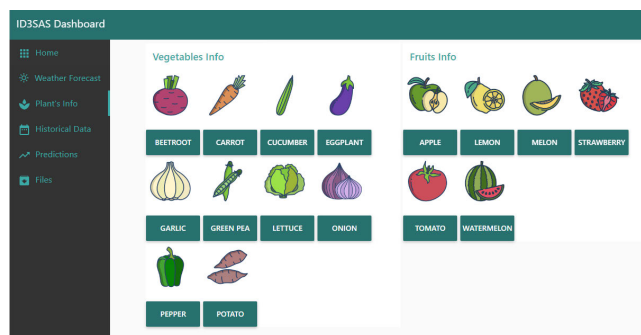 ID3SAS Dashboard
Home
Weather Forecast
Plant's Info
Historical Data
Predictions
Files
Vegetables Info
BEETROOT CARROT CUCUMBER EGGPLANT
GARLIC GREEN PEA LETTUCE ONION
PEPPER POTATO
Fruits Info
APPLE LEMON MELON STRAWBERRY
TOMATO WATERMELON